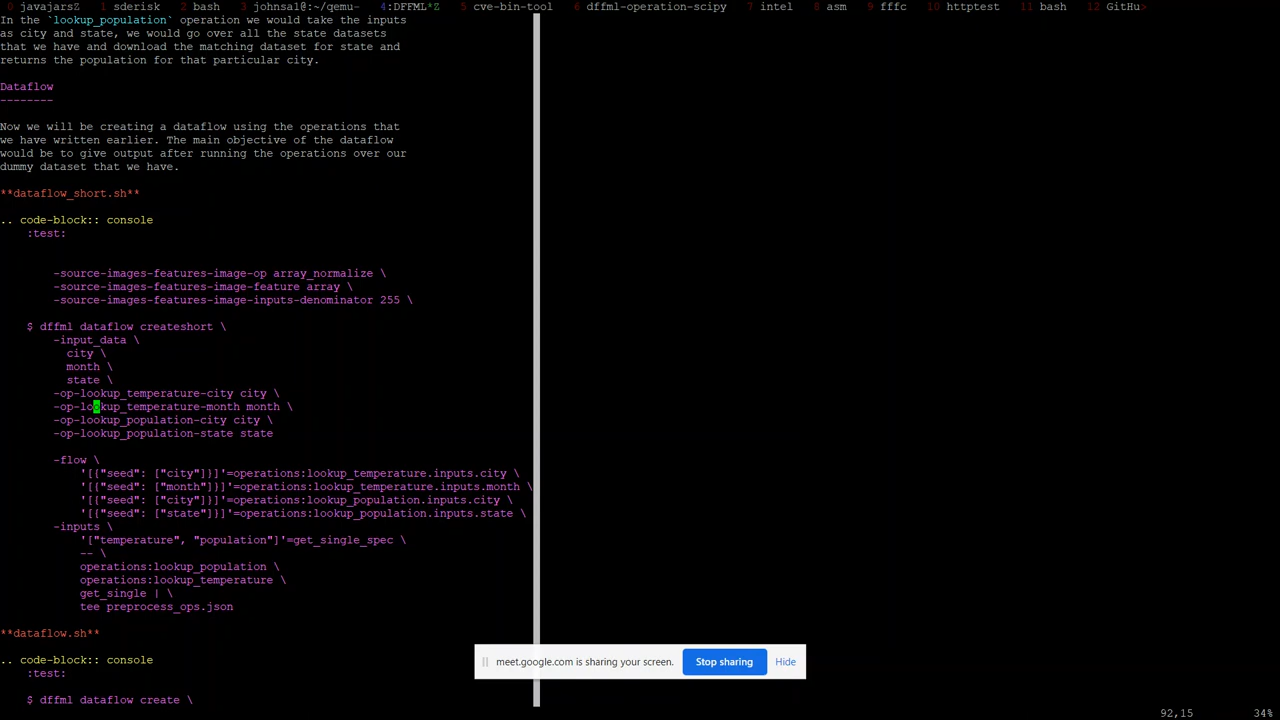 0 javajarsZ 1 sderisk 2 bash 3 johnsal@:~/qemu- 4:DFFML*Z 5 cve-bin-tool 6 dffml-operation-scipy 7 intel 8 asm 9 fffc 10 httptest 11 bash 12 GitHu>
In the `lookup_population` operation we would take the inputs
as city and state, we would go over all the state datasets
that we have and download the matching dataset for state and
returns the population for that particular city.
Dataflow
--------
Now we will be creating a dataflow using the operations that
we have written earlier. The main objective of the dataflow
would be to give output after running the operations over our
dummy dataset that we have.
**dataflow_short.sh**
.. code-block:: console
:test:
-source-images-features-image-op array_normalize \
-source-images-features-image-feature array \
-source-images-features-image-inputs-denominator 255 \
$ dffml dataflow createshort \
-input_data \
city \
month \
state \
-op-lookup_temperature-city city \
-op-lookup_temperature-month month \
-op-lookup_population-city city \
-op-lookup_population-state state
-flow \
'[{"seed": ["city"]}]'=operations:lookup_temperature.inputs.city \
'[{"seed": ["month"]}]'=operations:lookup_temperature.inputs.month \
'[{"seed": ["city"]}]'=operations:lookup_population.inputs.city \
'[{"seed": ["state"]}]'=operations:lookup_population.inputs.state \
-inputs \
'["temperature", "population"]'=get_single_spec \
-- \
operations:lookup_population \
operations:lookup_temperature \
get_single | \
tee preprocess_ops.json
**dataflow.sh**
.. code-block:: console
:test:
$ dffml dataflow create \
meet.google.com is sharing your screen. Stop sharing Hide
92,15 34%